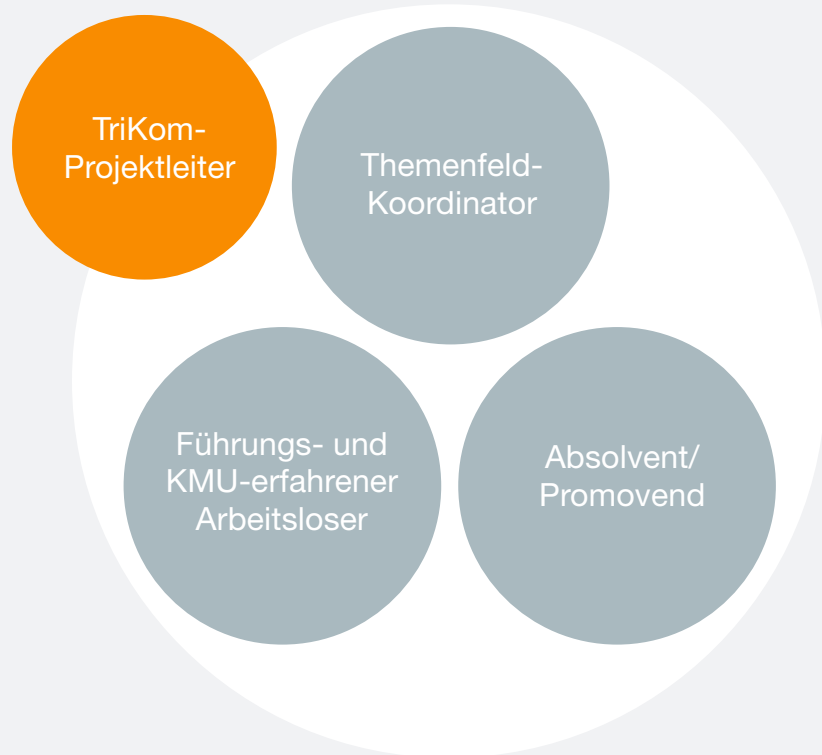 TriKom-
Projektleiter
Themenfeld-
Koordinator
Führungs- und
KMU-erfahrener
Arbeitsloser
Absolvent/
Promovend